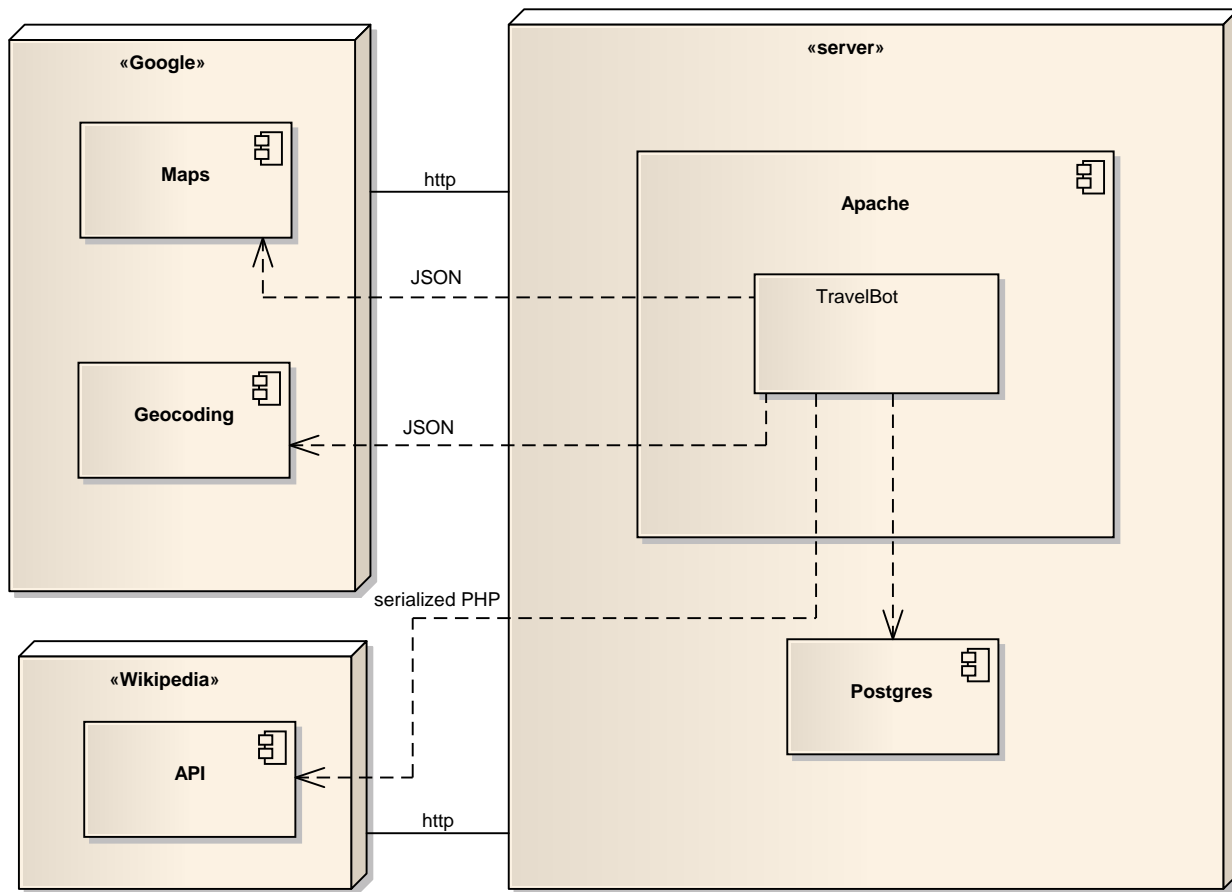 «Google»
Maps
Geocoding
http
JSON
JSON
«server»
Apache
TravelBot
serialized PHP
Postgres
«Wikipedia»
API
http